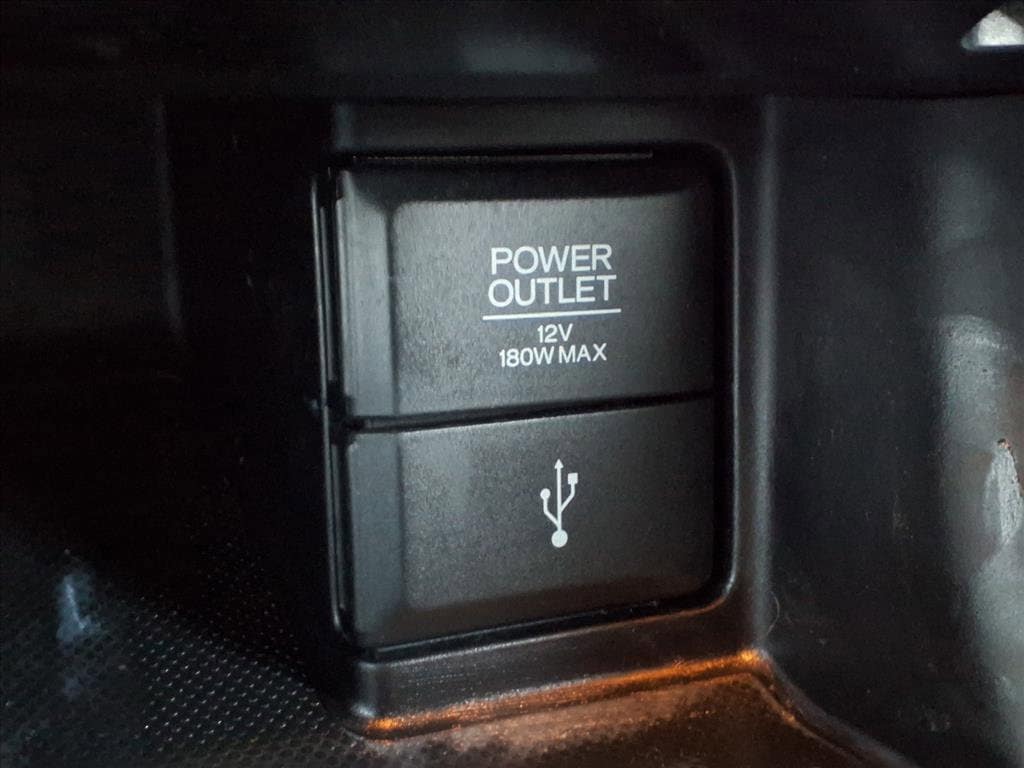 POWER
OUTLET
12V
180W MAX